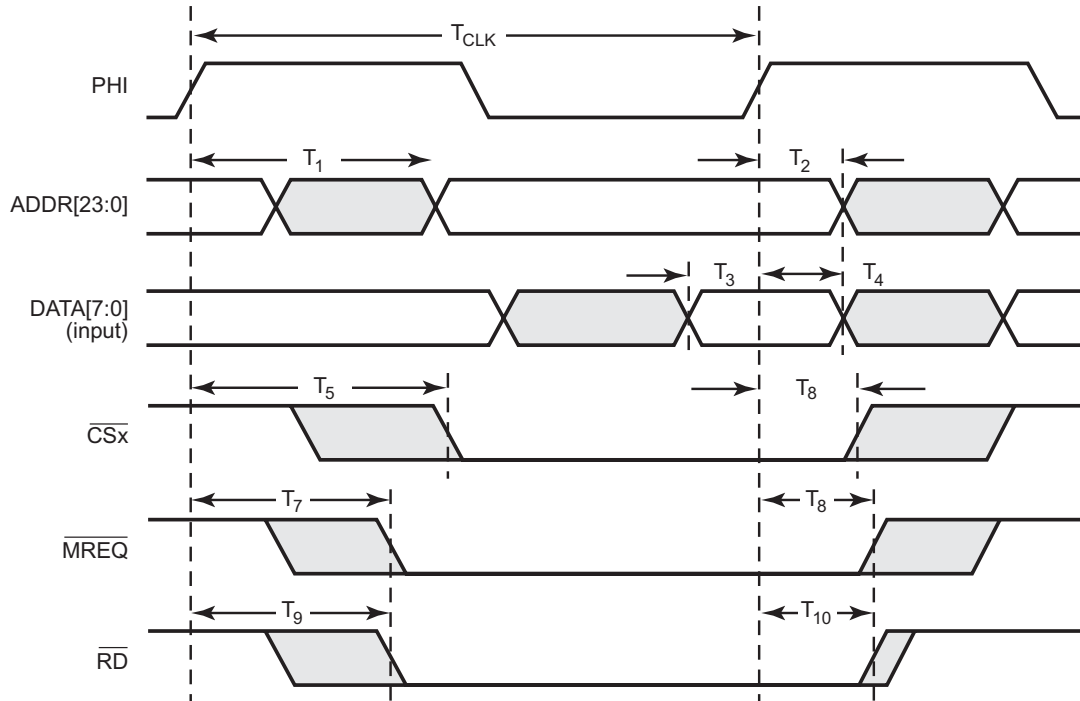 T_CLK
PHI
T_1
T_2
ADDR[23:0]
T_3
T_4
DATA[7:0]
(input)
T_5
T_8
CSx
T_7
T_8
MREQ
T_9
T_10
RD